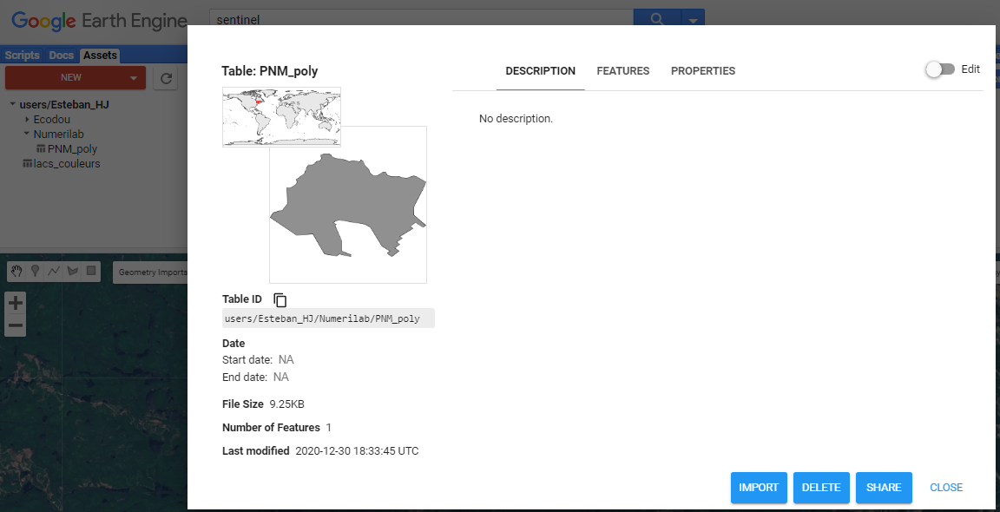 Google Earth Engine
sentinel
Scripts Docs Assets
NEW
users/Esteban_HJ
Ecodou
Numerilab
PNM_poly
lacs_couleurs
Geometry Imports
Table: PNM_poly
DESCRIPTION FEATURES PROPERTIES
Edit
No description.
Table ID
users/Esteban_HJ/Numerilab/PNM_poly
Date
Start date: NA
End date: NA
File Size 9.25KB
Number of Features 1
Last modified 2020-12-30 18:33:45 UTC
IMPORT DELETE SHARE CLOSE